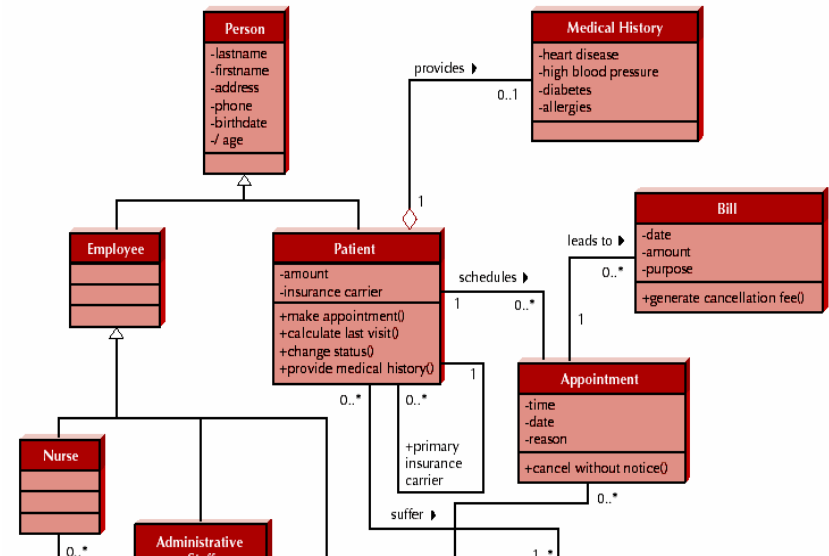 Person
-lastname
-firstname
-address
-phone
-birthdate
-/ age
Medical History
-heart disease
-high blood pressure
-diabetes
-allergies
provides
0..1
1
Bill
-date
-amount
-purpose
+generate cancellation fee()
leads to
0..*
1
Employee
Patient
-amount
-insurance carrier
+make appointment()
+calculate last visit()
+change status()
+provide medical history()
schedules
1
0..*
Appointment
-time
-date
-reason
+cancel without notice()
1
0..*
0..*
+primary
insurance
carrier
Nurse
0..*
suffer
0..*
1..*
Administrative